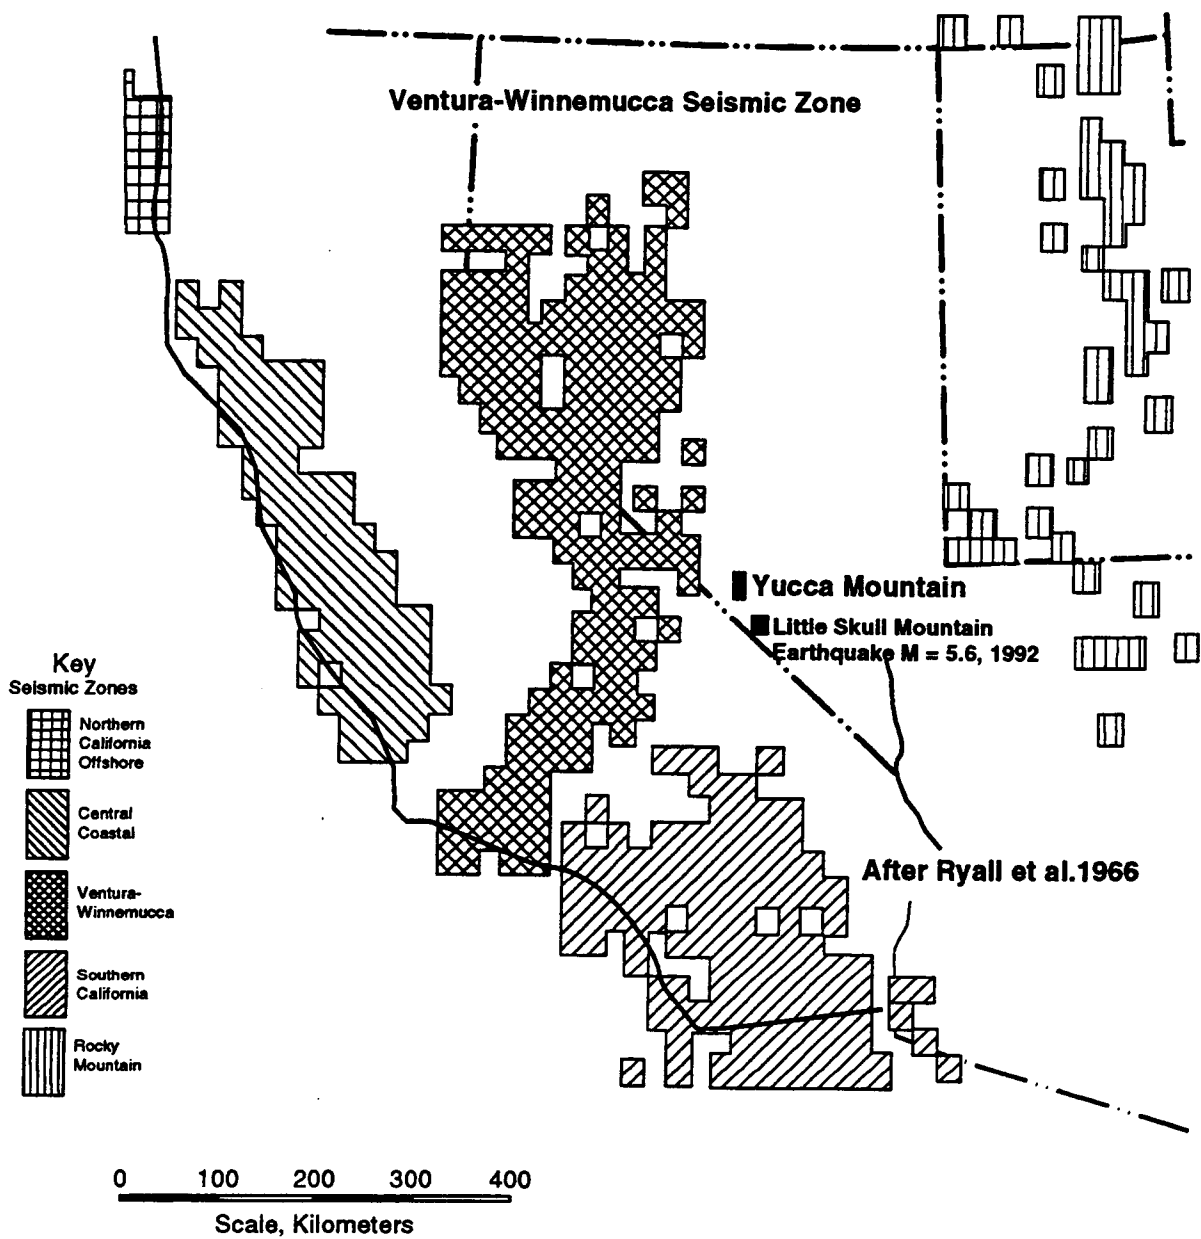 Ventura-Winnemucca Seismic Zone
Yucca Mountain
Little Skull Mountain
Earthquake M = 5.6, 1992
Key
Seismic Zones
Northern
California
Offshore
Central
Coastal
Ventura-
Winnemucca
Southern
California
Rocky
Mountain
After Ryall et al.1966
0 100 200 300 400
Scale, Kilometers